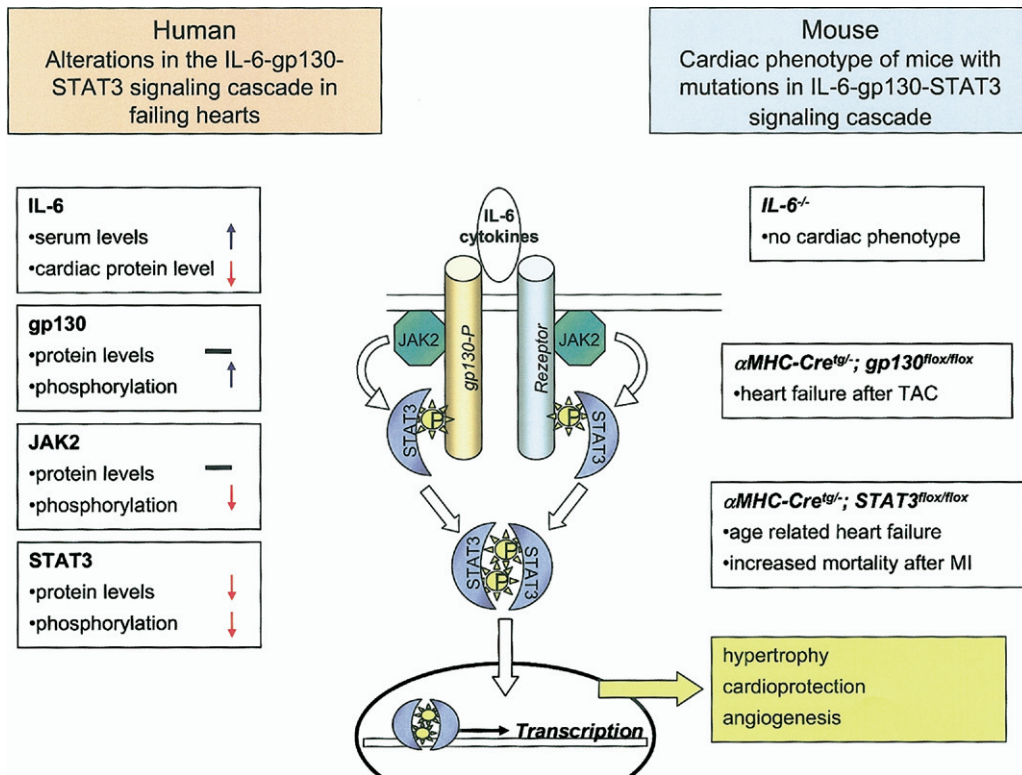 Human
Alterations in the IL-6-gp130-
STAT3 signaling cascade in
failing hearts
Mouse
Cardiac phenotype of mice with
mutations in IL-6-gp130-STAT3
signaling cascade
IL-6
•serum levels
•cardiac protein level
gp130
•protein levels
•phosphorylation
JAK2
•protein levels
•phosphorylation
STAT3
•protein levels
•phosphorylation
IL-6
cytokines
JAK2
gp130-P
Rezeptor
JAK2
STAT3
P
P
STAT3
STAT3
P
P
STAT3
Transcription
IL-6-/-
•no cardiac phenotype
αMHC-Cretg/-; gp130flox/flox
•heart failure after TAC
αMHC-Cretg/-; STAT3flox/flox
•age related heart failure
•increased mortality after MI
hypertrophy
cardioprotection
angiogenesis